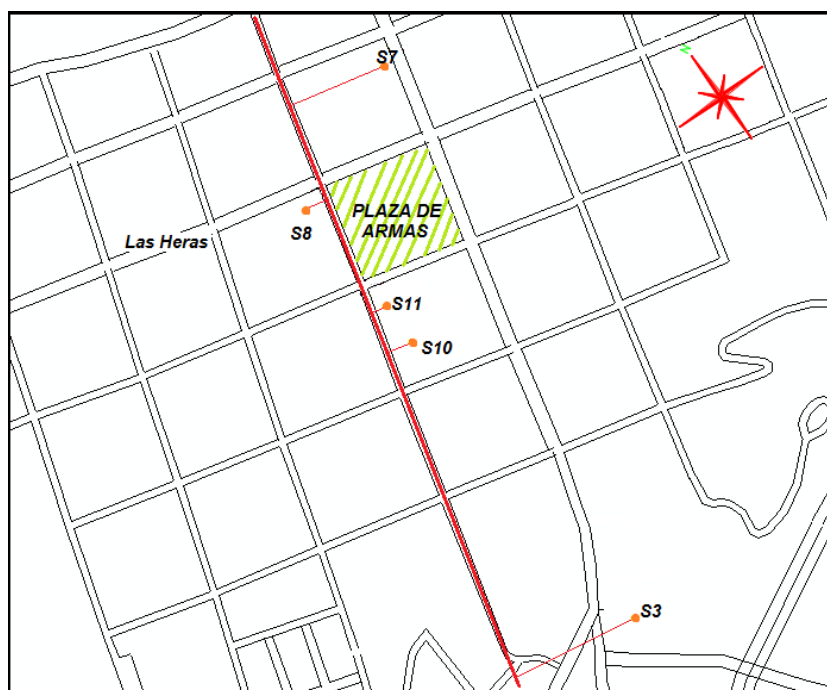 S7
N
PLAZA DE
ARMAS
S8
Las Heras
S11
S10
S3